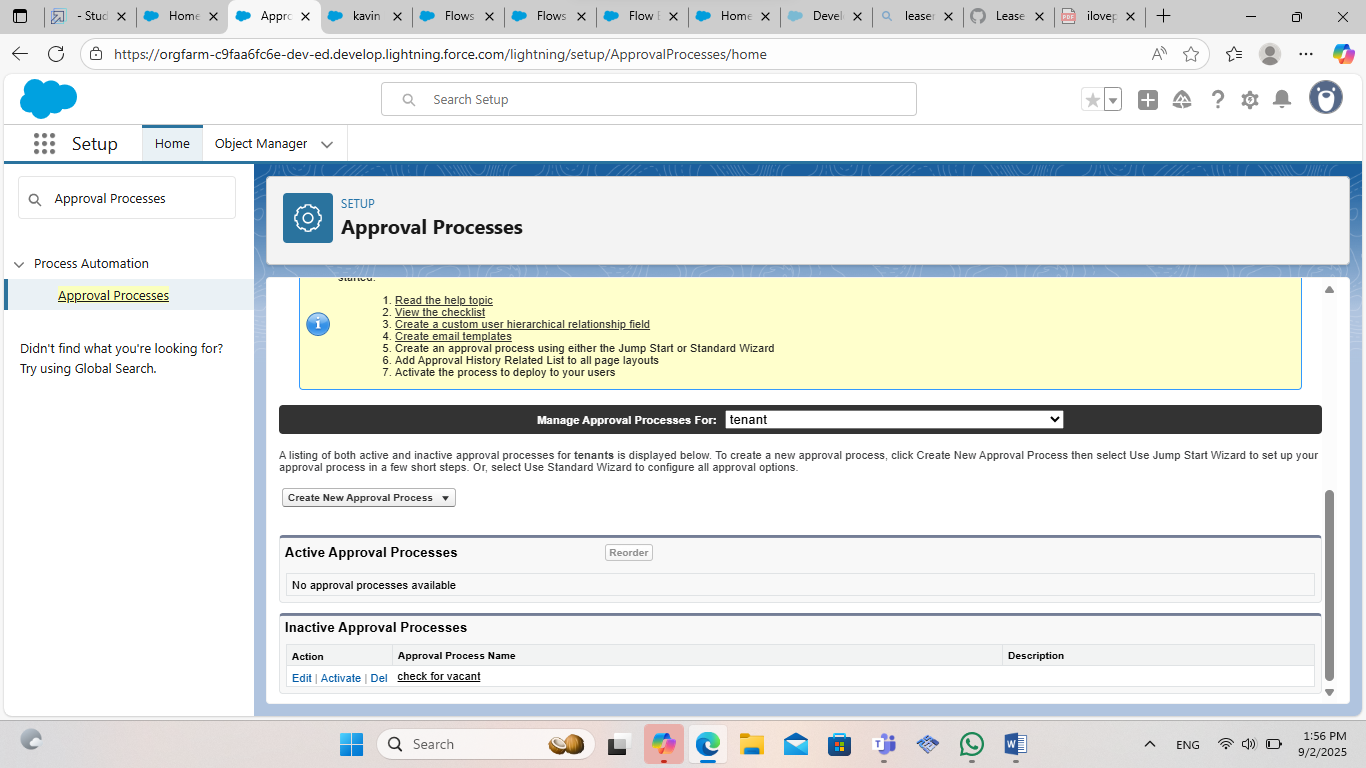 - Stud
Home
Appro
kavin
Flows
Flows
Flow E
Home
Develo
leaser
Lease
ilovep
https://orgfarm-c9faa6fc6e-dev-ed.develop.lightning.force.com/lightning/setup/ApprovalProcesses/home
Search Setup
Setup
Home
Object Manager
Approval Processes
Process Automation
Approval Processes
Didn't find what you're looking for?
Try using Global Search.
SETUP
Approval Processes
started:
1. Read the help topic
2. View the checklist
3. Create a custom user hierarchical relationship field
4. Create email templates
5. Create an approval process using either the Jump Start or Standard Wizard
6. Add Approval History Related List to all page layouts
7. Activate the process to deploy to your users
Manage Approval Processes For: tenant
A listing of both active and inactive approval processes for tenants is displayed below. To create a new approval process, click Create New Approval Process then select Use Jump Start Wizard to set up your
approval process in a few short steps. Or, select Use Standard Wizard to configure all approval options.
Create New Approval Process
Active Approval Processes Reorder
No approval processes available
Inactive Approval Processes
Action Approval Process Name Description
Edit | Activate | Del check for vacant
Search
ENG
1:56 PM
9/2/2025